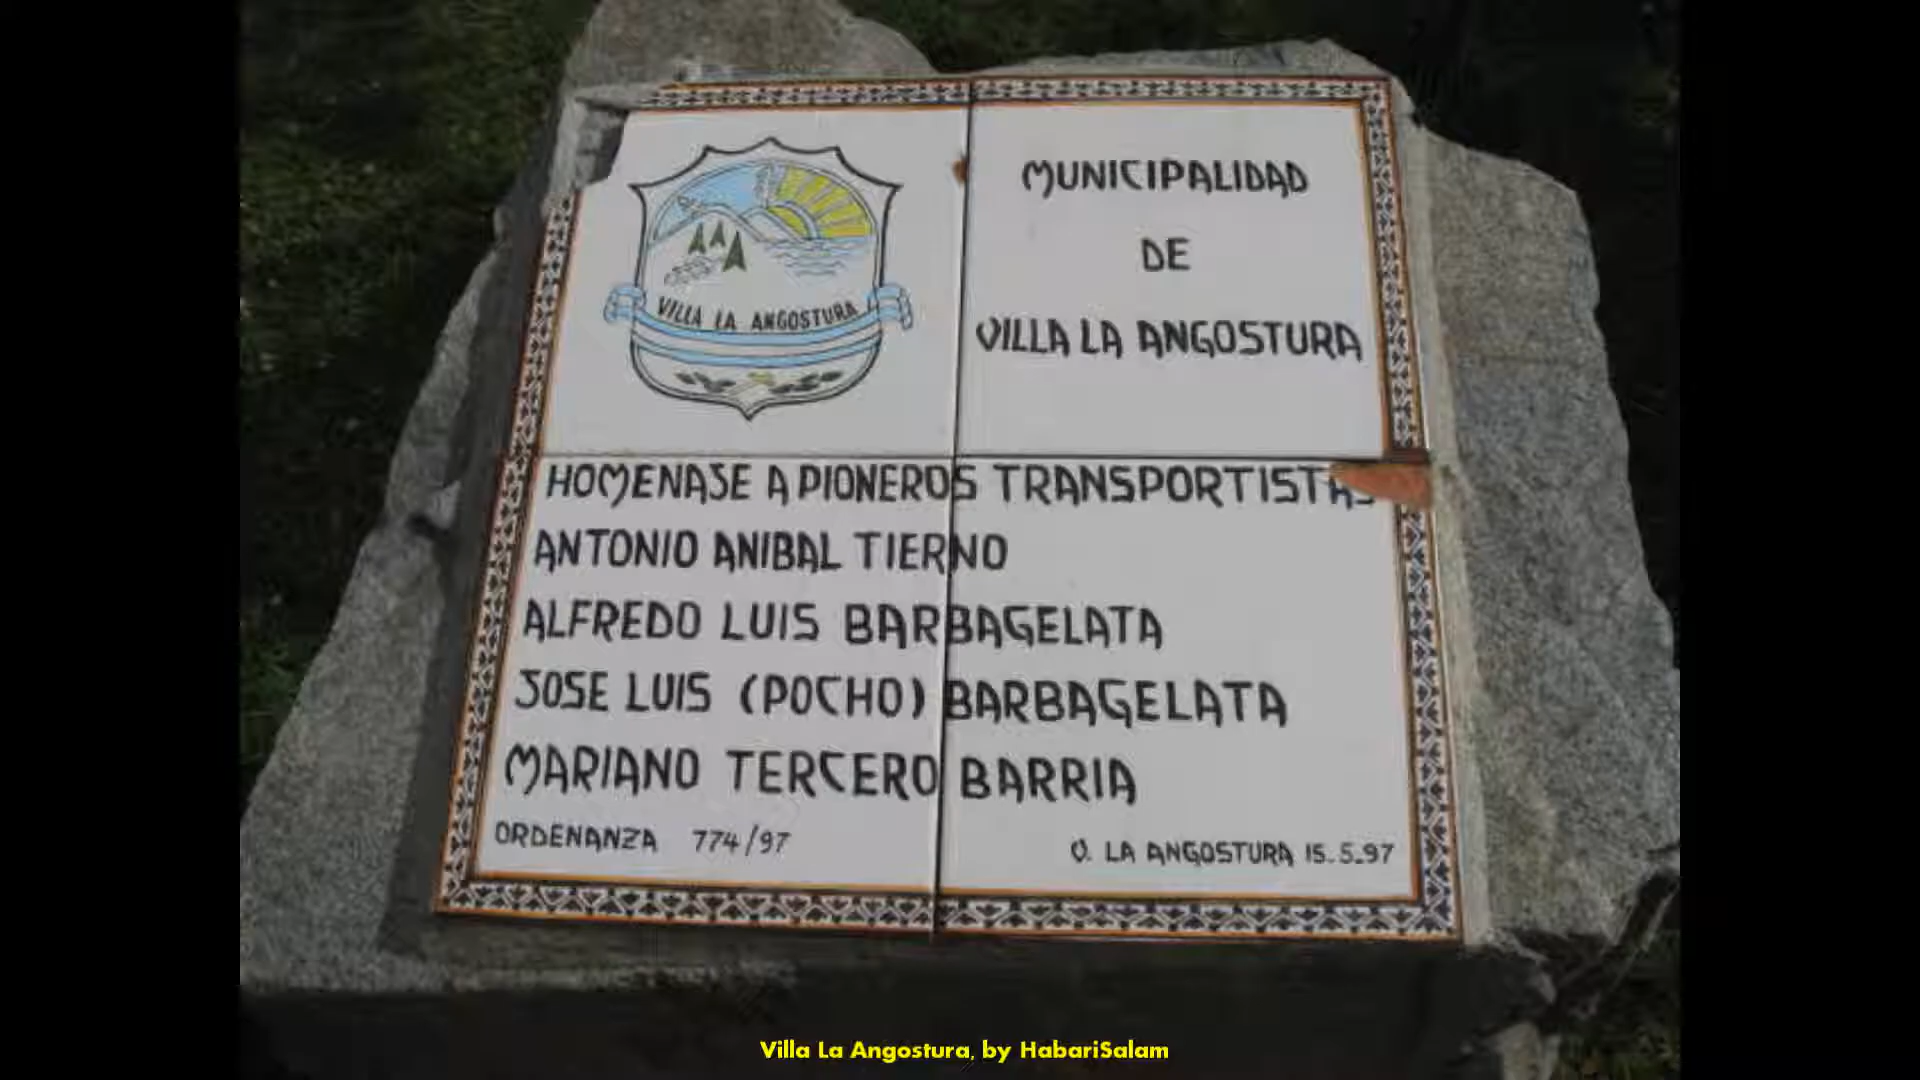 VILLA LA ANGOSTURA
MUNICIPALIDAD
DE
VILLA LA ANGOSTURA
HOMENAJE A PIONEROS TRANSPORTISTAS
ANTONIO ANIBAL TIERNO
ALFREDO LUIS BARBAGELATA
JOSE LUIS (POCHO) BARBAGELATA
MARIANO TERCERO BARRIA
ORDENANZA 774/97
V. LA ANGOSTURA 15.5.97
Villa La Angostura, by HabariSalam